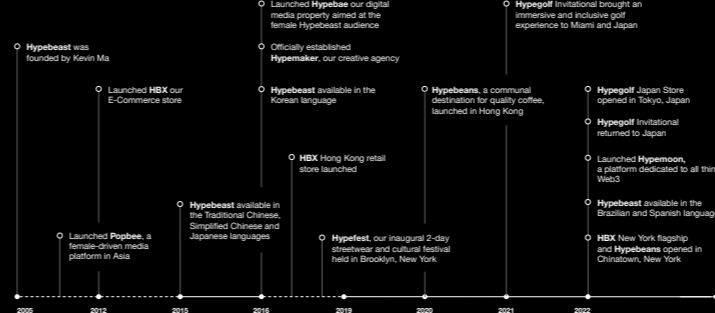 Hypebeast was
founded by Kevin Ma
Launched Popbee, a
female-driven media
platform in Asia
Launched HBX our
E-Commerce store
Hypebeast available in
the Traditional Chinese,
Simplified Chinese and
Japanese languages
Launched Hypebae our digital
media property aimed at the
female Hypebeast audience
Officially established
Hypemaker, our creative agency
Hypebeast available in the
Korean language
HBX Hong Kong retail
store launched
Hypefest, our inaugural 2-day
streetwear and cultural festival
held in Brooklyn, New York
Hypebeans, a communal
destination for quality coffee,
launched in Hong Kong
Hypegolf Invitational brought an
immersive and inclusive golf
experience to Miami and Japan
Hypegolf Japan Store
opened in Tokyo, Japan
Hypegolf Invitational
returned to Japan
Launched Hypemoon,
a platform dedicated to all thin
Web3
Hypebeast available in the
Brazilian and Spanish languag
HBX New York flagship
and Hypebeans opened in
Chinatown, New York
2005 2012 2015 2016 2019 2020 2021 2022